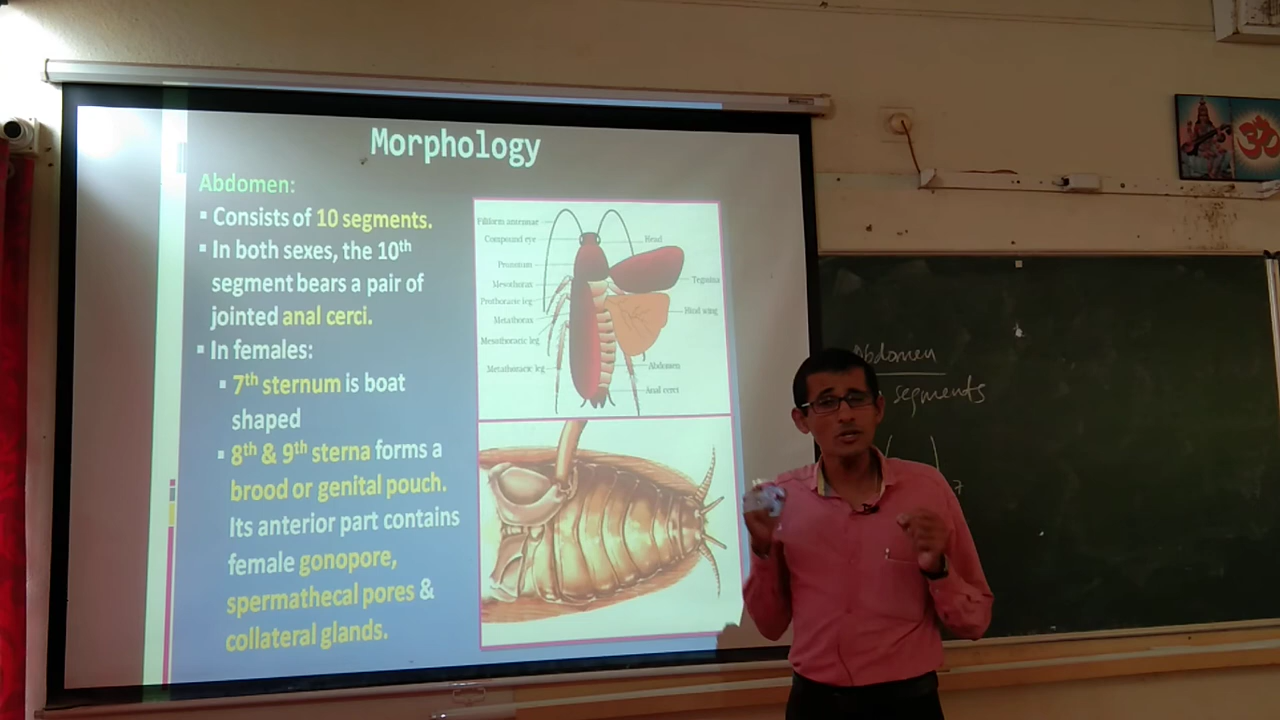 Morphology
Abdomen:
▪ Consists of 10 segments.
▪ In both sexes, the 10th
segment bears a pair of
jointed anal cerci.
▪ In females:
▪ 7th sternum is boat
shaped
▪ 8th & 9th sterna forms a
brood or genital pouch.
Its anterior part contains
female gonopore,
spermathecal pores &
collateral glands.
Filiform antennae
Compound eye
Head
Pronotum
Tegmina
Mesothorax
Prothoracic leg
Hind wing
Metathorax
Mesothoracic leg
Abdomen
Metathoracic leg
Anal cerci
Abdomen
segments
7
ॐ